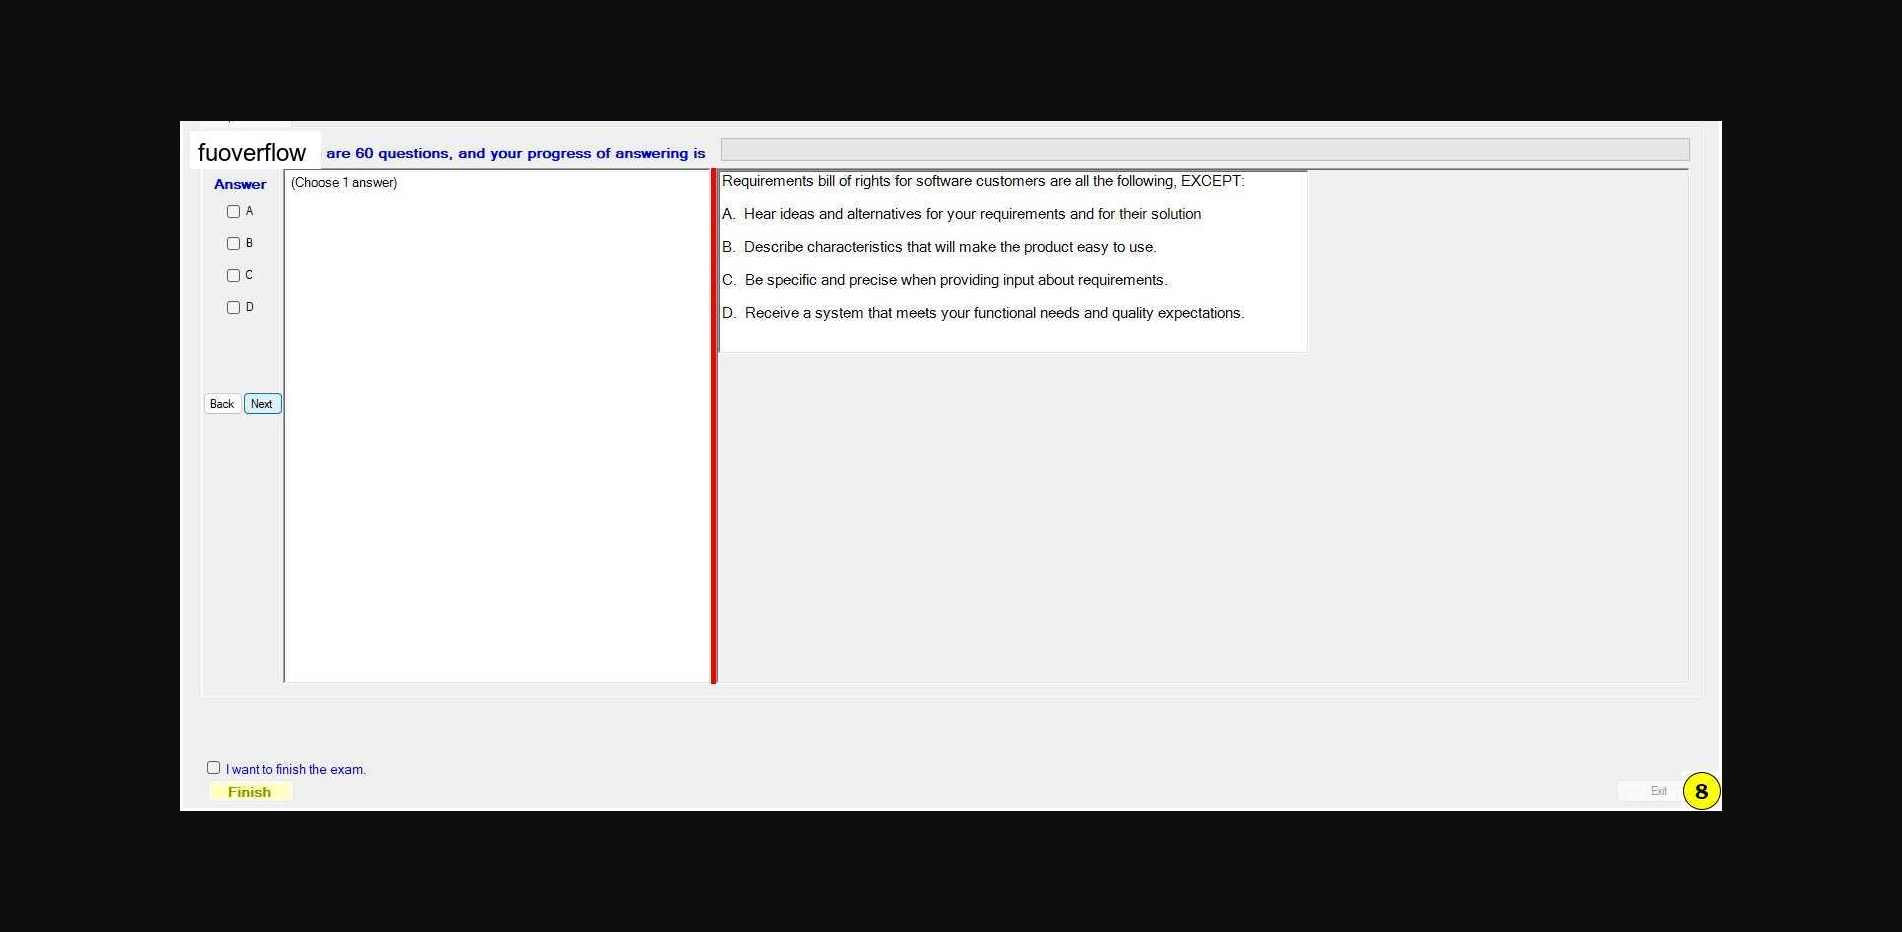 fuoverflow are 60 questions, and your progress of answering is
Answer
A
B
C
D
Back Next
(Choose 1 answer)
Requirements bill of rights for software customers are all the following, EXCEPT:
A. Hear ideas and alternatives for your requirements and for their solution
B. Describe characteristics that will make the product easy to use.
C. Be specific and precise when providing input about requirements.
D. Receive a system that meets your functional needs and quality expectations.
I want to finish the exam.
Finish
Exit
8